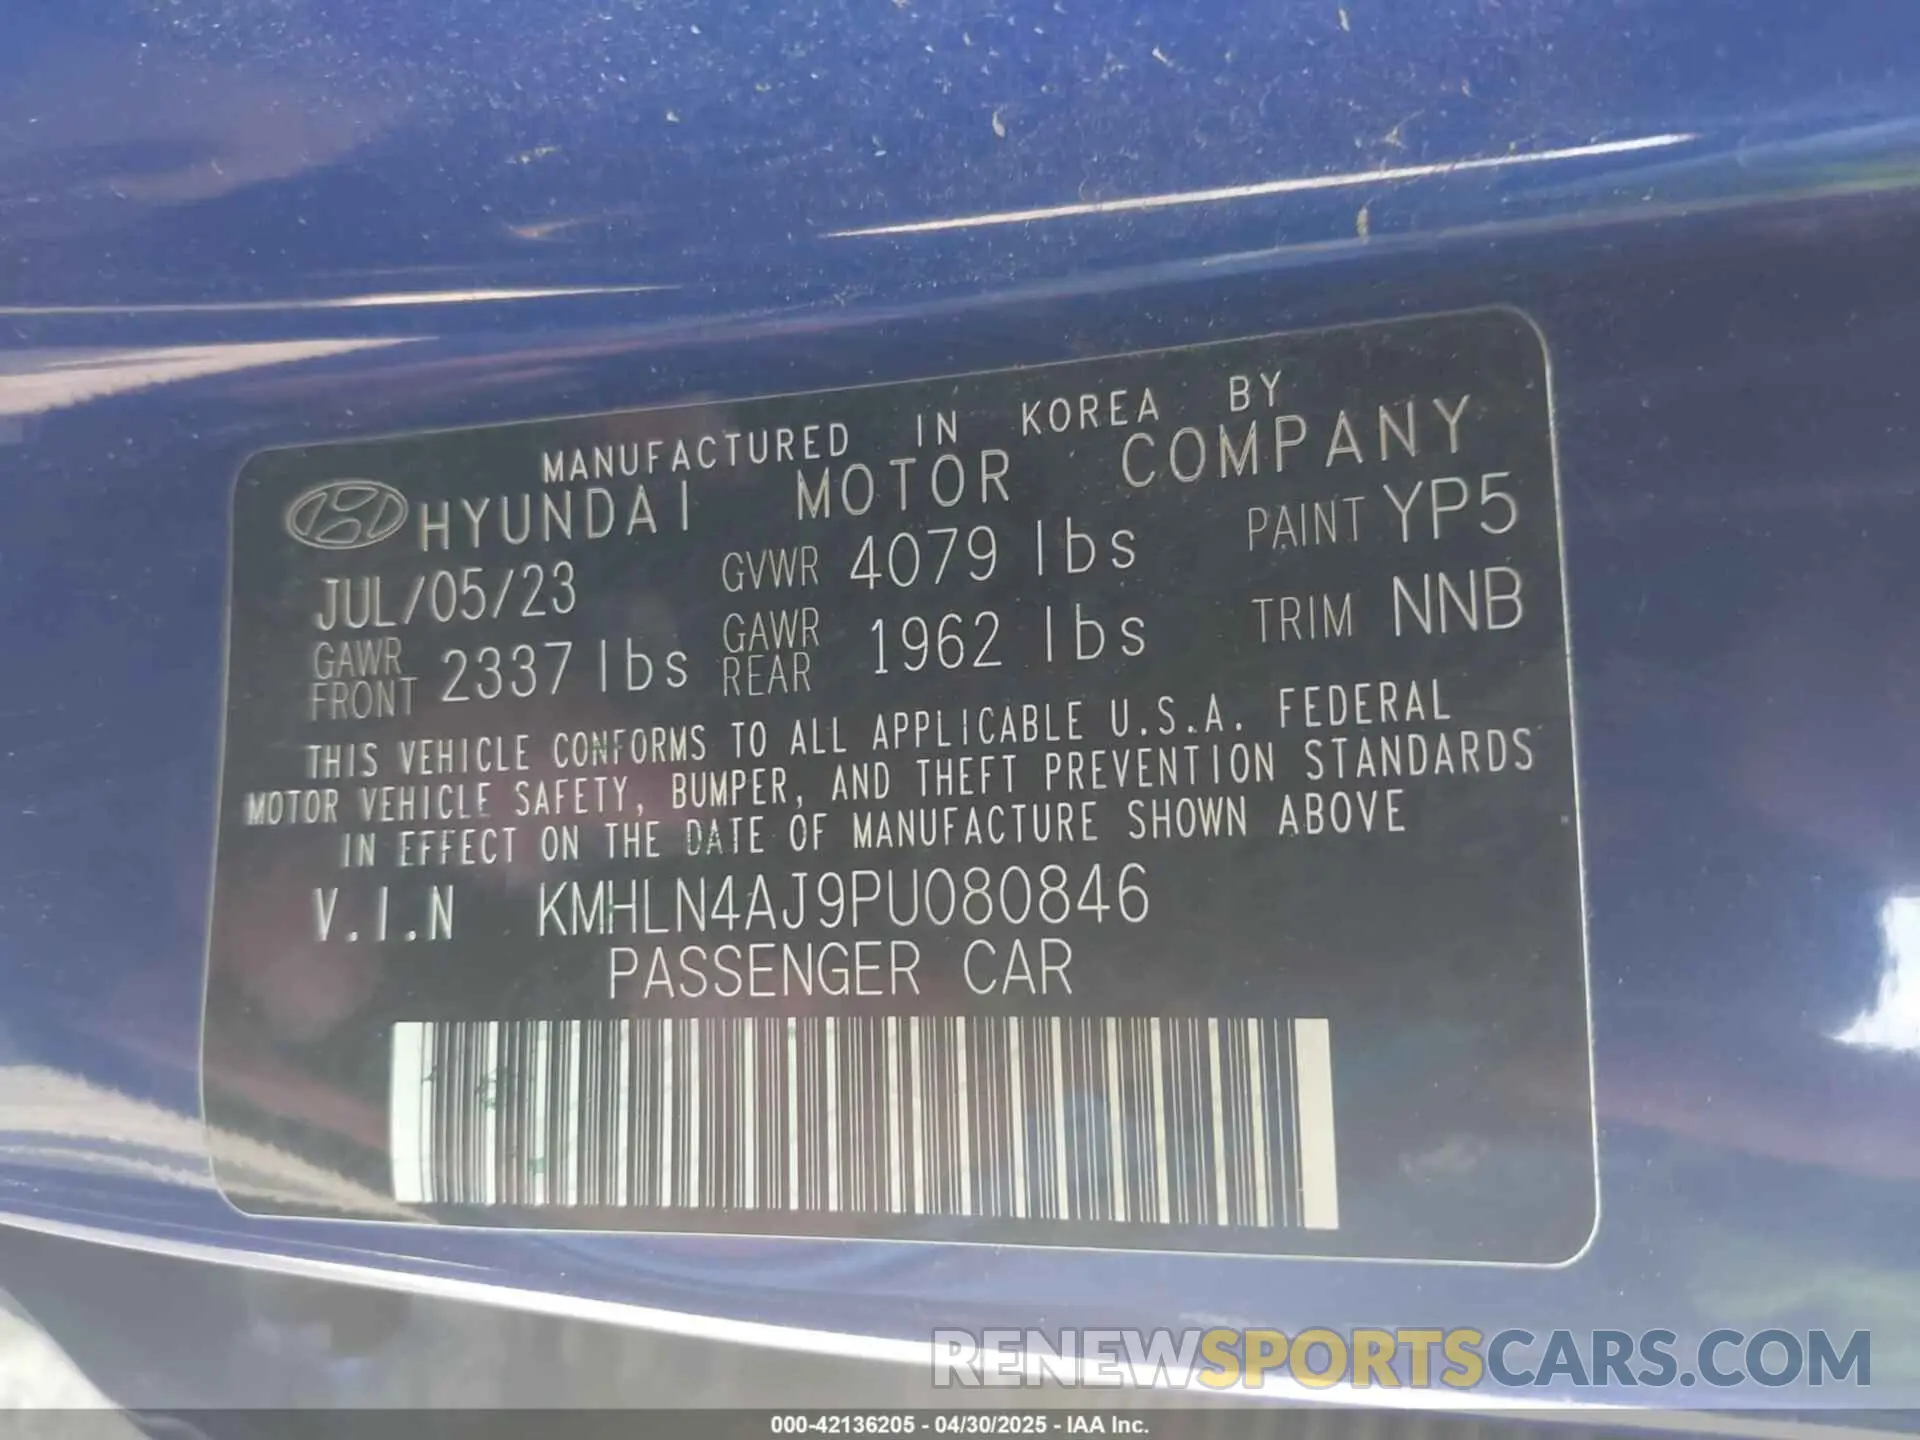 MANUFACTURED IN KOREA BY
HYUNDAI MOTOR COMPANY
JUL/05/23 GVWR 4079 lbs PAINT YP5
GAWR FRONT 2337 lbs GAWR REAR 1962 lbs TRIM NNB
THIS VEHICLE CONFORMS TO ALL APPLICABLE U.S.A. FEDERAL
MOTOR VEHICLE SAFETY, BUMPER, AND THEFT PREVENTION STANDARDS
IN EFFECT ON THE DATE OF MANUFACTURE SHOWN ABOVE
V.I.N KMHLN4AJ9PU080846
PASSENGER CAR
RENEWSPORTSCARS.COM
000-42136205 - 04/30/2025 - IAA Inc.